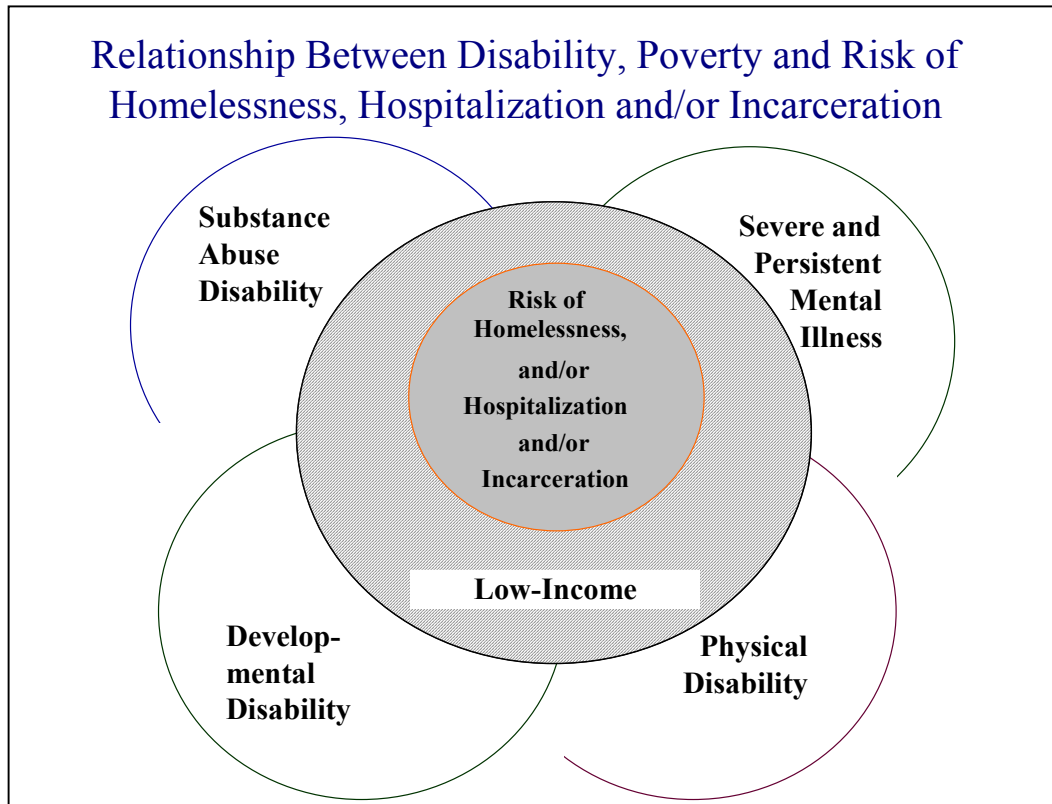 Relationship Between Disability, Poverty and Risk of
Homelessness, Hospitalization and/or Incarceration
Substance
Abuse
Disability
Severe and
Persistent
Mental
Illness
Risk of
Homelessness,
and/or
Hospitalization
and/or
Incarceration
Low-Income
Develop-
mental
Disability
Physical
Disability